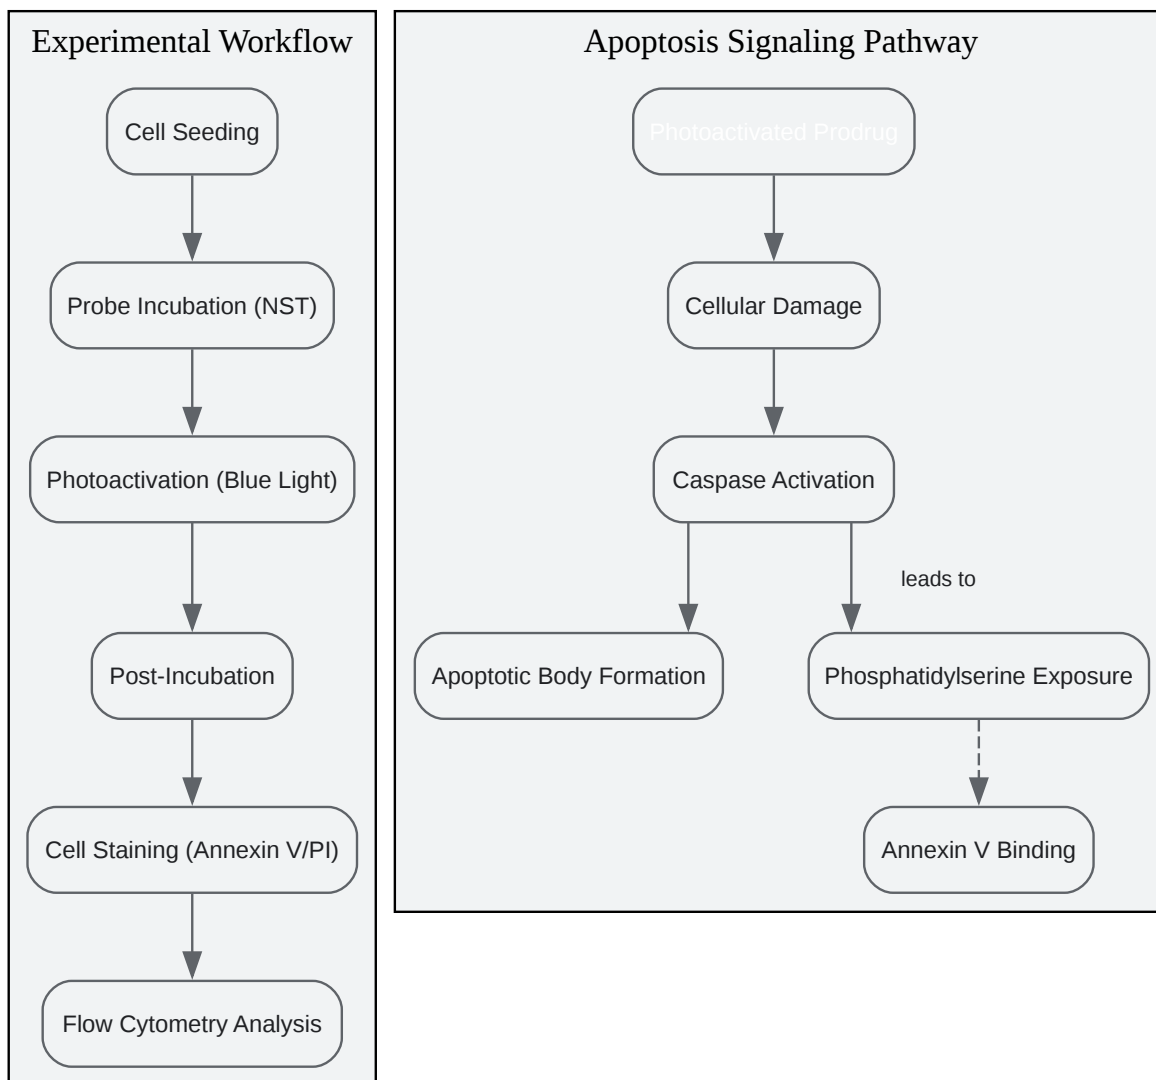 Experimental Workflow
Cell Seeding
Probe Incubation (NST)
Photoactivation (Blue Light)
Post-Incubation
Cell Staining (Annexin V/PI)
Flow Cytometry Analysis
Apoptosis Signaling Pathway
Photoactivated Prodrug
Cellular Damage
Caspase Activation
leads to
Apoptotic Body Formation
Phosphatidylserine Exposure
Annexin V Binding